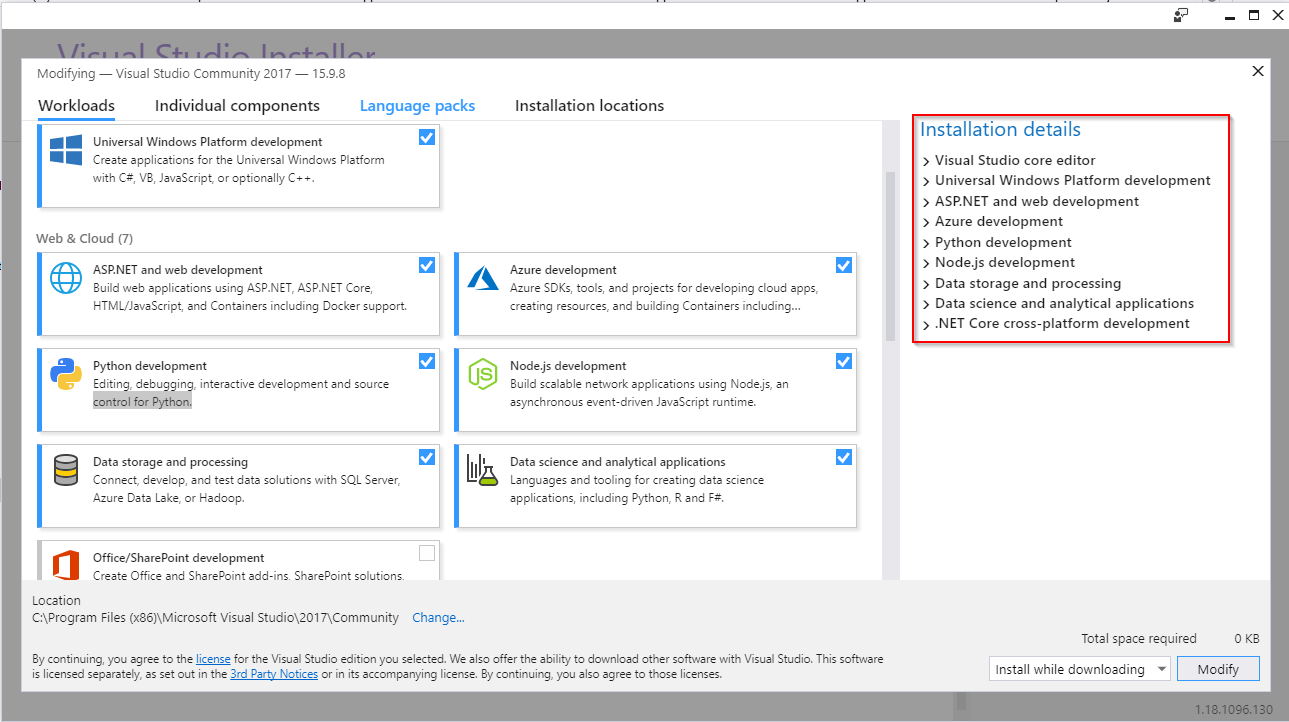 Visual Studio Installer
Modifying — Visual Studio Community 2017 — 15.9.8
Workloads
Individual components
Language packs
Installation locations
Universal Windows Platform development
Create applications for the Universal Windows Platform
with C#, VB, JavaScript, or optionally C++.
Web & Cloud (7)
ASP.NET and web development
Build web applications using ASP.NET, ASP.NET Core,
HTML/JavaScript, and Containers including Docker support.
Azure development
Azure SDKs, tools, and projects for developing cloud apps,
creating resources, and building Containers including...
Python development
Editing, debugging, interactive development and source
control for Python.
Node.js development
Build scalable network applications using Node.js, an
asynchronous event-driven JavaScript runtime.
Data storage and processing
Connect, develop, and test data solutions with SQL Server,
Azure Data Lake, or Hadoop.
Data science and analytical applications
Languages and tooling for creating data science
applications, including Python, R and F#.
Office/SharePoint development
Create Office and SharePoint add-ins, SharePoint solutions,
Installation details
Visual Studio core editor
Universal Windows Platform development
ASP.NET and web development
Azure development
Python development
Node.js development
Data storage and processing
Data science and analytical applications
.NET Core cross-platform development
Location
C:\Program Files (x86)\Microsoft Visual Studio\2017\Community Change...
Total space required 0 KB
By continuing, you agree to the license for the Visual Studio edition you selected. We also offer the ability to download other software with Visual Studio. This software
is licensed separately, as set out in the 3rd Party Notices or in its accompanying license. By continuing, you also agree to those licenses.
Install while downloading
Modify
1.18.1096.130